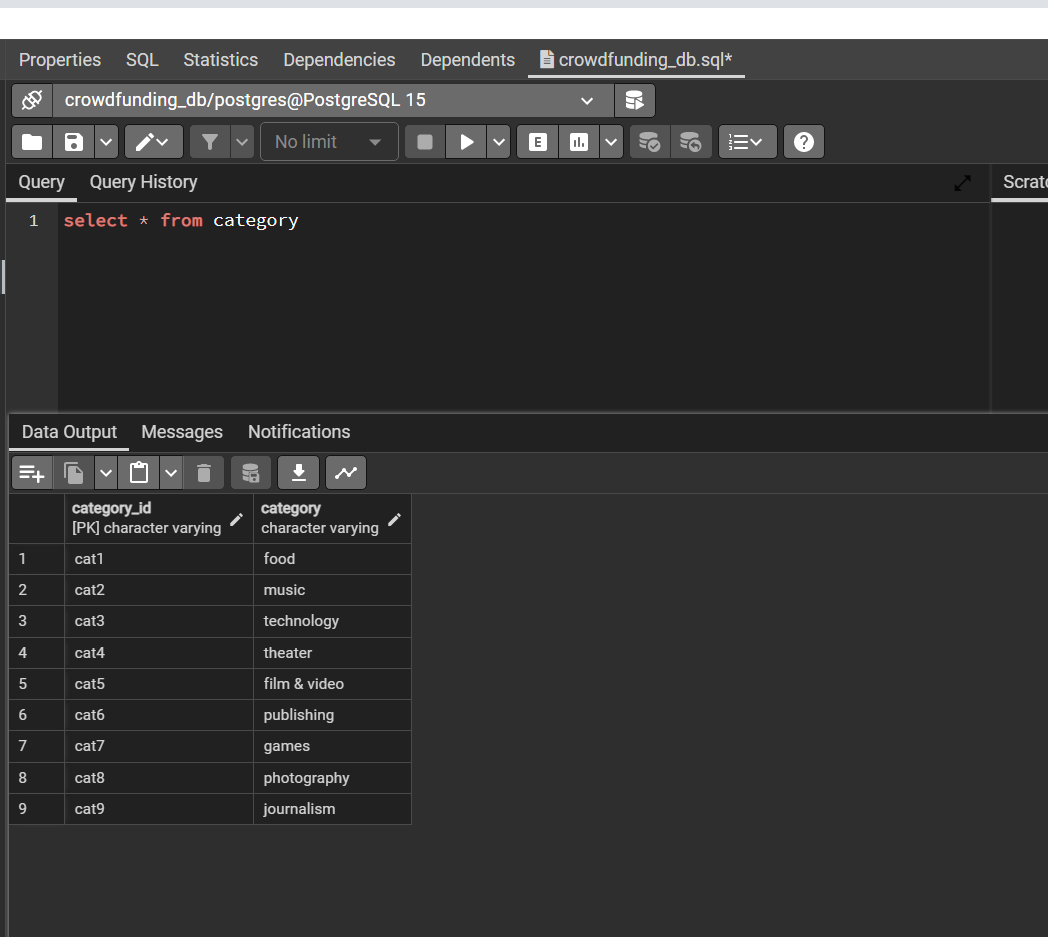 Properties SQL Statistics Dependencies Dependents crowdfunding_db.sql*
crowdfunding_db/postgres@PostgreSQL 15
No limit E ?
Query Query History Scratc
1 select * from category
Data Output Messages Notifications
category_id category
[PK] character varying character varying
1 cat1 food
2 cat2 music
3 cat3 technology
4 cat4 theater
5 cat5 film & video
6 cat6 publishing
7 cat7 games
8 cat8 photography
9 cat9 journalism